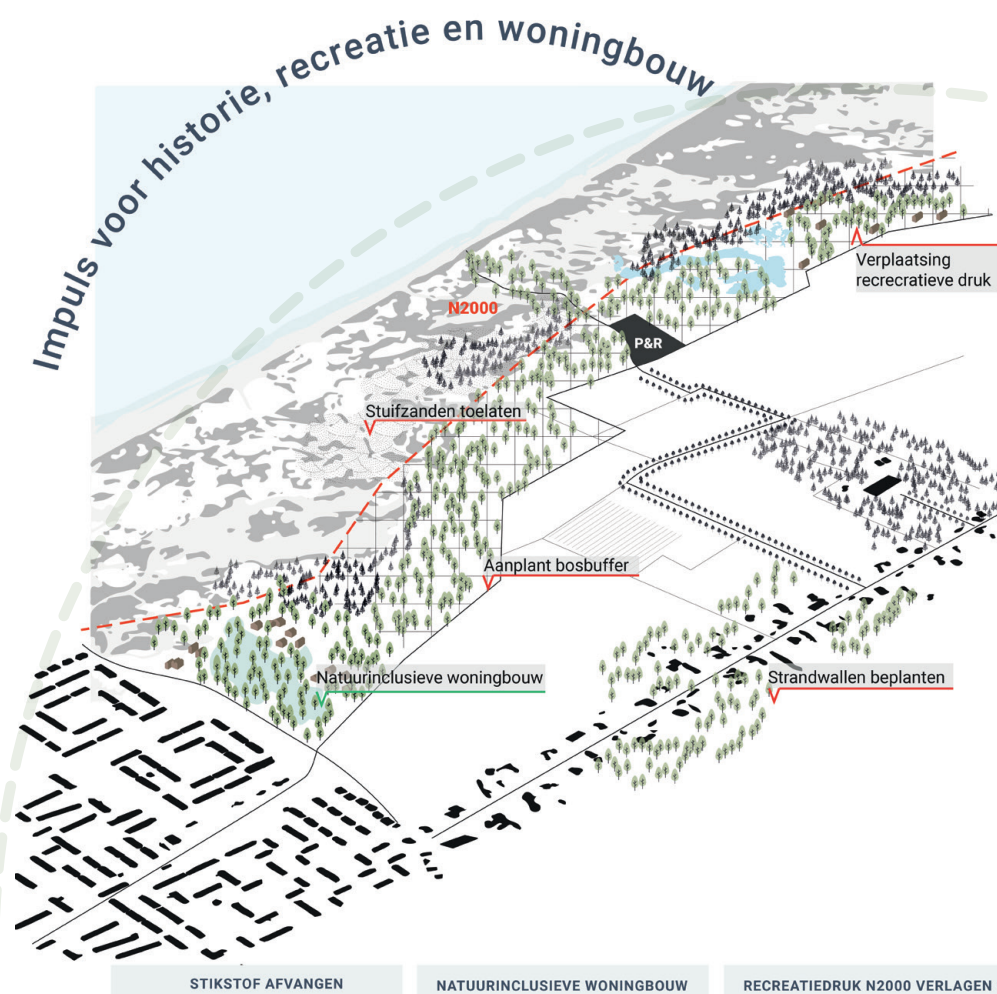 Impuls voor historie, recreatie en woningbouw
Verplaatsing
recrecratieve druk
N2000
P&R
Stuifzanden toelaten
Aanplant bosbuffer
Natuurinclusieve woningbouw
Strandwallen beplanten
STIKSTOF AFVANGEN
NATUURINCLUSIEVE WONINGBOUW
RECREATIEDRUK N2000 VERLAGEN